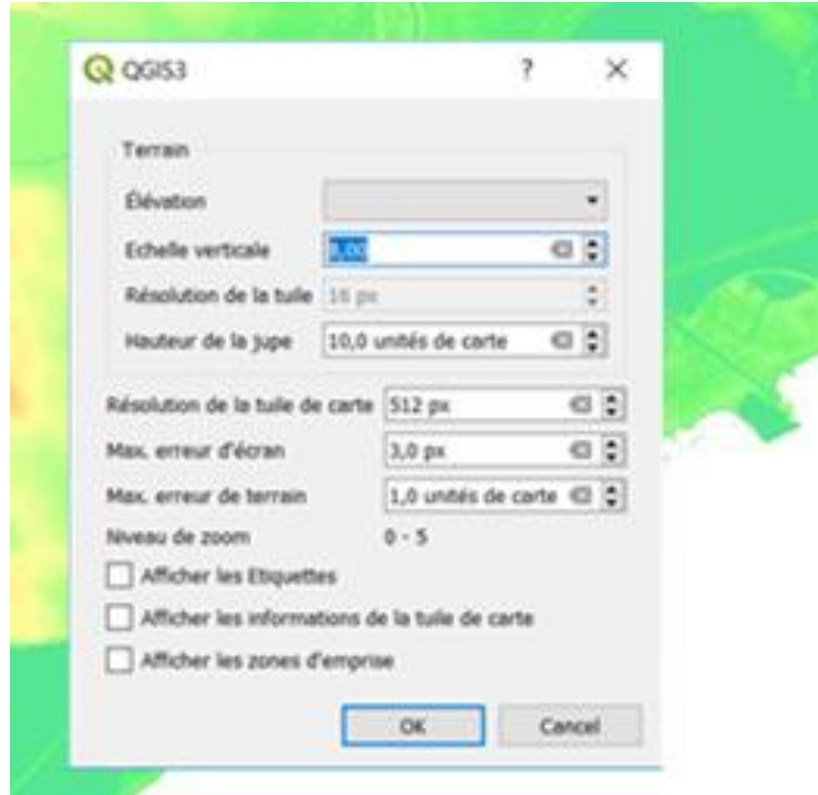 QGIS3 ?
Terrain
Élévation
Echelle verticale
Résolution de la tuile 16 px
Hauteur de la jupe 10,0 unités de carte
Résolution de la tuile de carte 512 px
Max. erreur d'écran 3,0 px
Max. erreur de terrain 1,0 unités de carte
Niveau de zoom 0 - 5
Afficher les Etiquettes
Afficher les informations de la tuile de carte
Afficher les zones d'emprise
OK Cancel